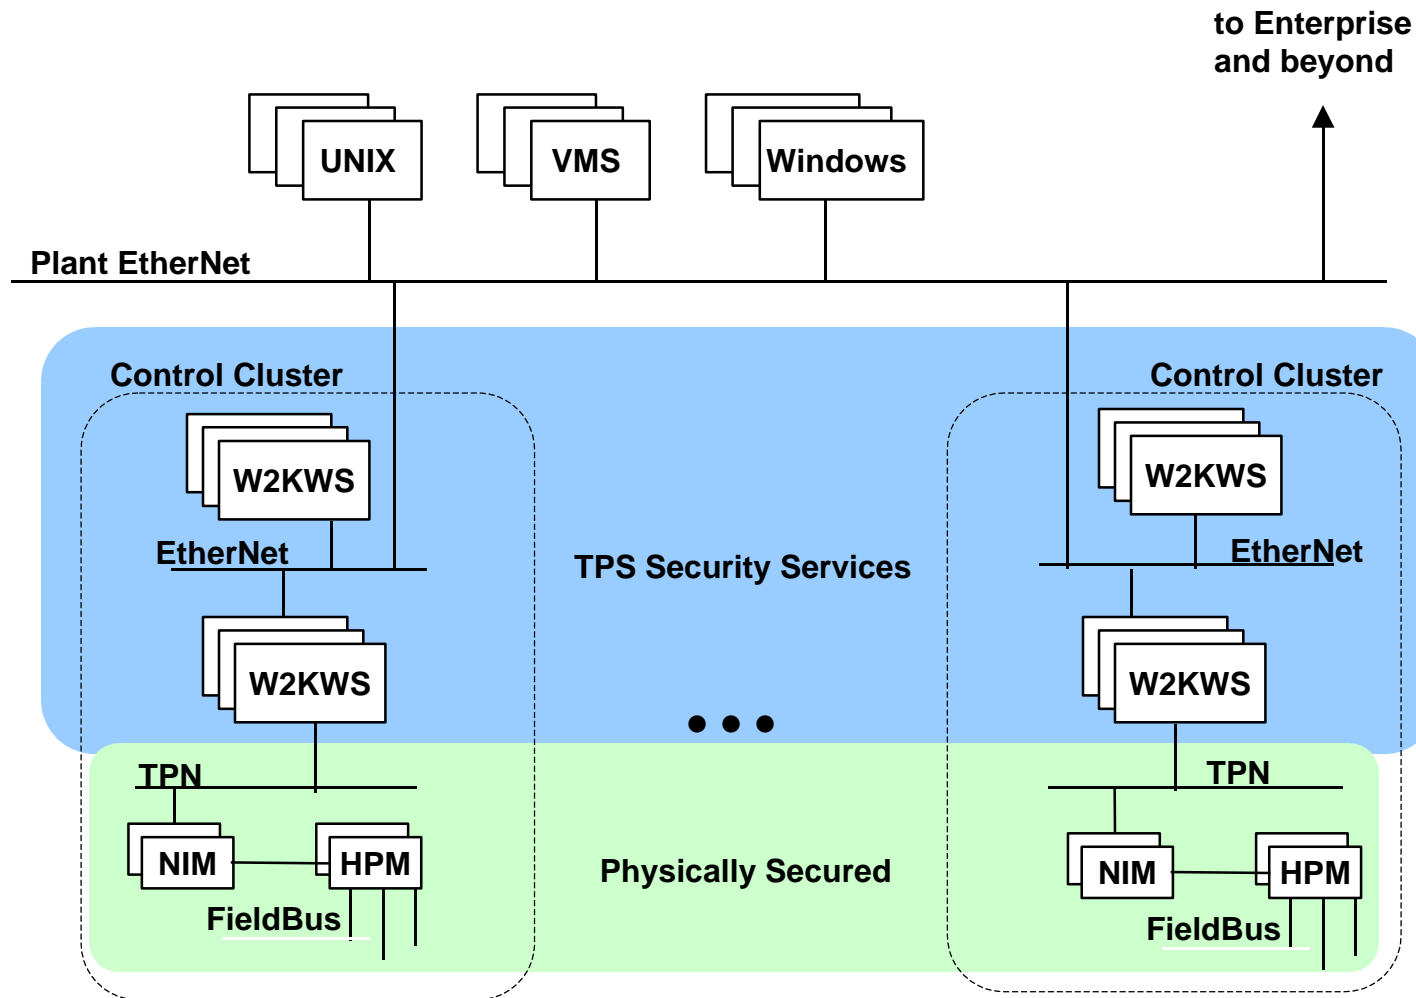 to Enterprise
and beyond
UNIX
VMS
Windows
Plant EtherNet
Control Cluster
Control Cluster
W2KWS
W2KWS
EtherNet
EtherNet
TPS Security Services
W2KWS
W2KWS
TPN
TPN
NIM
HPM
Physically Secured
NIM
HPM
FieldBus
FieldBus